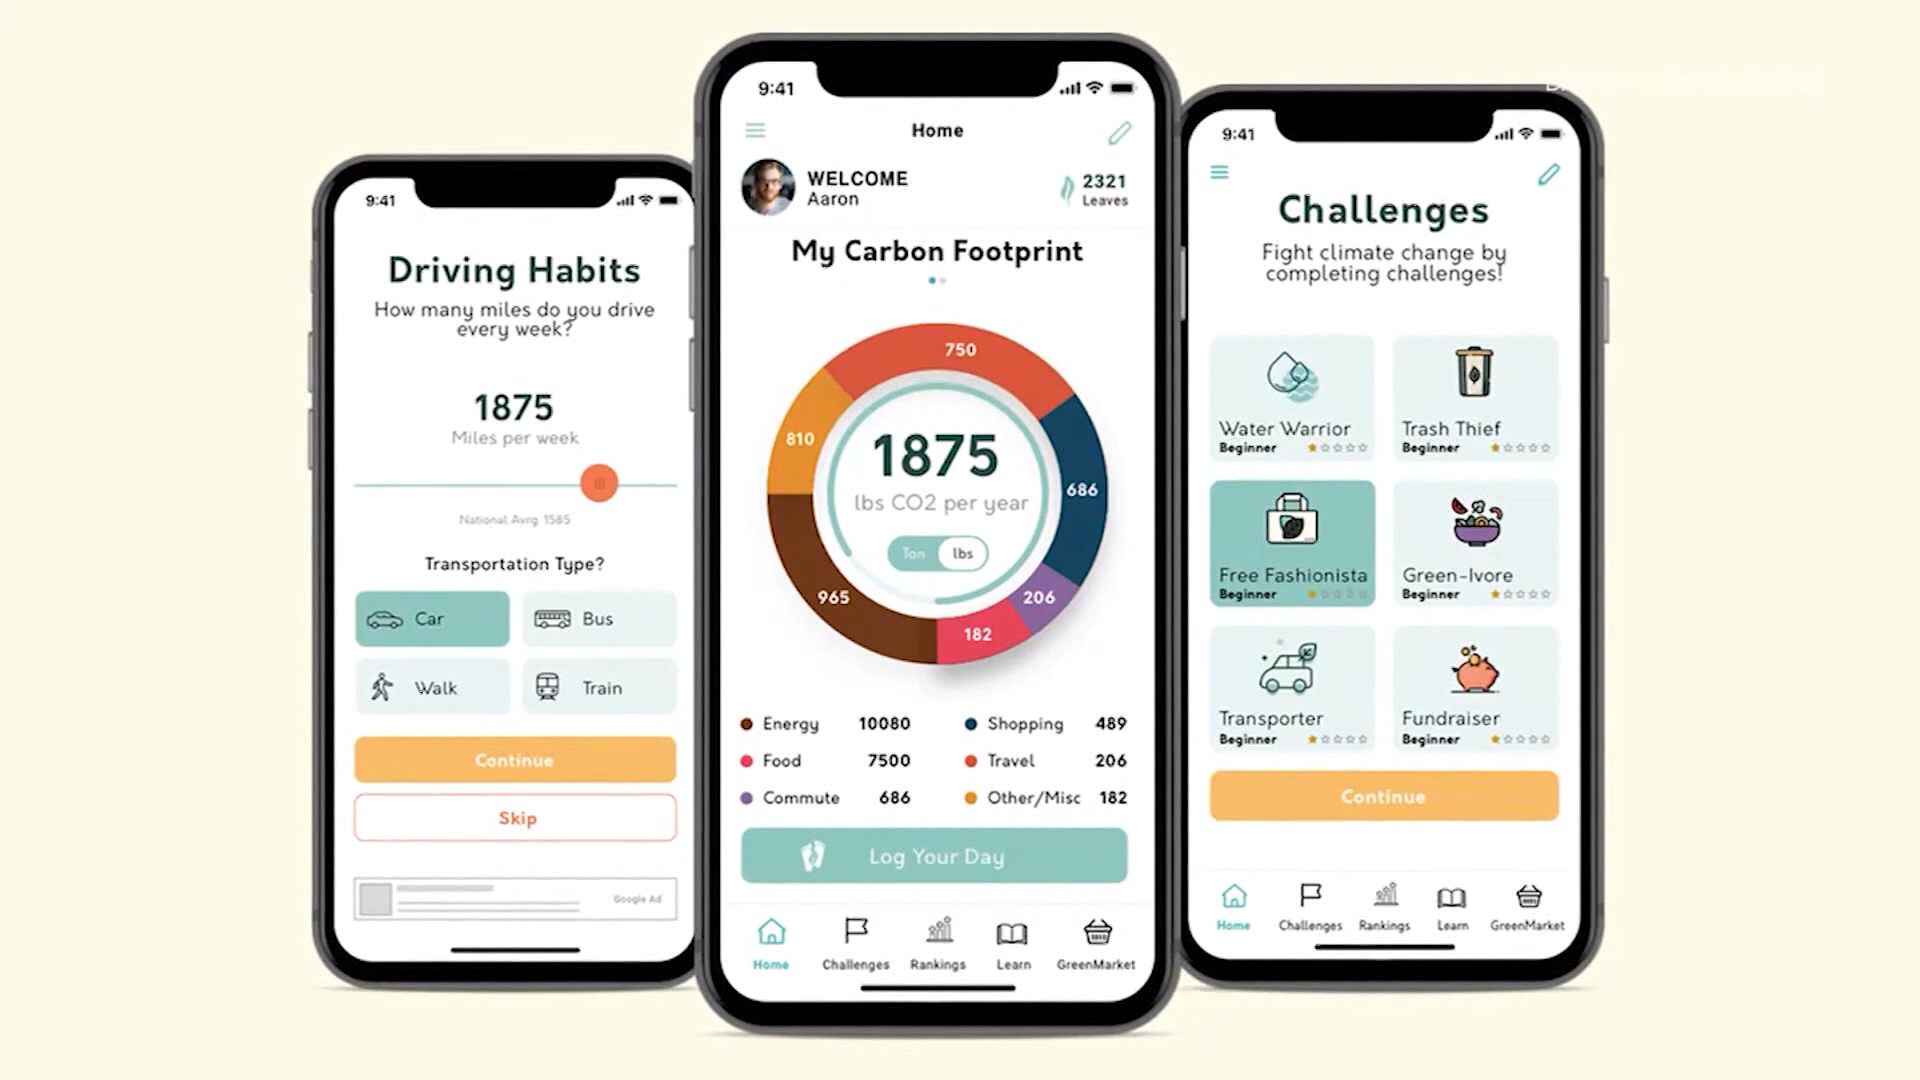 9:41
Driving Habits
How many miles do you drive
every week?
1875
Miles per week
National Avrg. 1585
Transportation Type?
Car
Bus
Walk
Train
Continue
Skip
Google Ad
9:41
Home
WELCOME
Aaron
2321
Leaves
My Carbon Footprint
750
810
686
1875
lbs CO2 per year
Ton
lbs
965
206
182
Energy 10080
Shopping 489
Food 7500
Travel 206
Commute 686
Other/Misc 182
Log Your Day
Home
Challenges
Rankings
Learn
GreenMarket
9:41
Challenges
Fight climate change by
completing challenges!
Water Warrior
Beginner
Trash Thief
Beginner
Free Fashionista
Beginner
Green-Ivore
Beginner
Transporter
Beginner
Fundraiser
Beginner
Continue
Home
Challenges
Rankings
Learn
GreenMarket